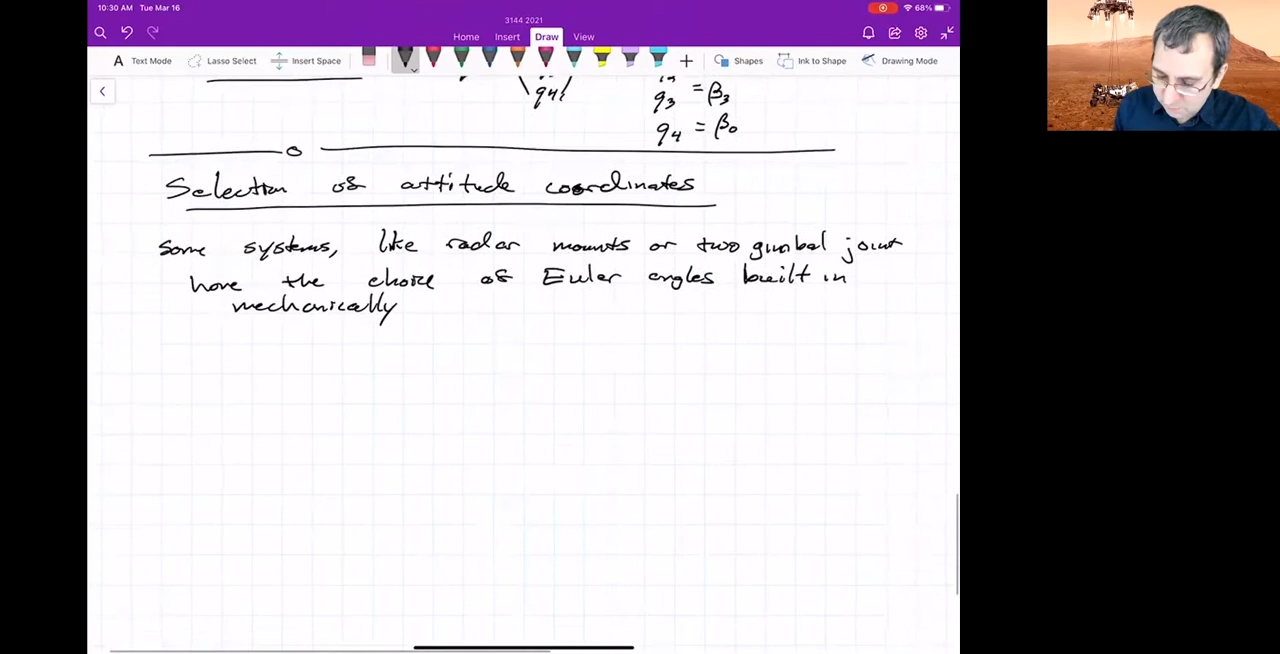 10:30 AM Tue Mar 16
68%
3144 2021
Home Insert Draw View
Text Mode Lasso Select Insert Space Shapes Ink to Shape Drawing Mode
q4
q3 = β3
q4 = β0
Selection of attitude coordinates
Some systems, like radar mounts or two gimbal joint
have the choice of Euler angles built in
mechanically